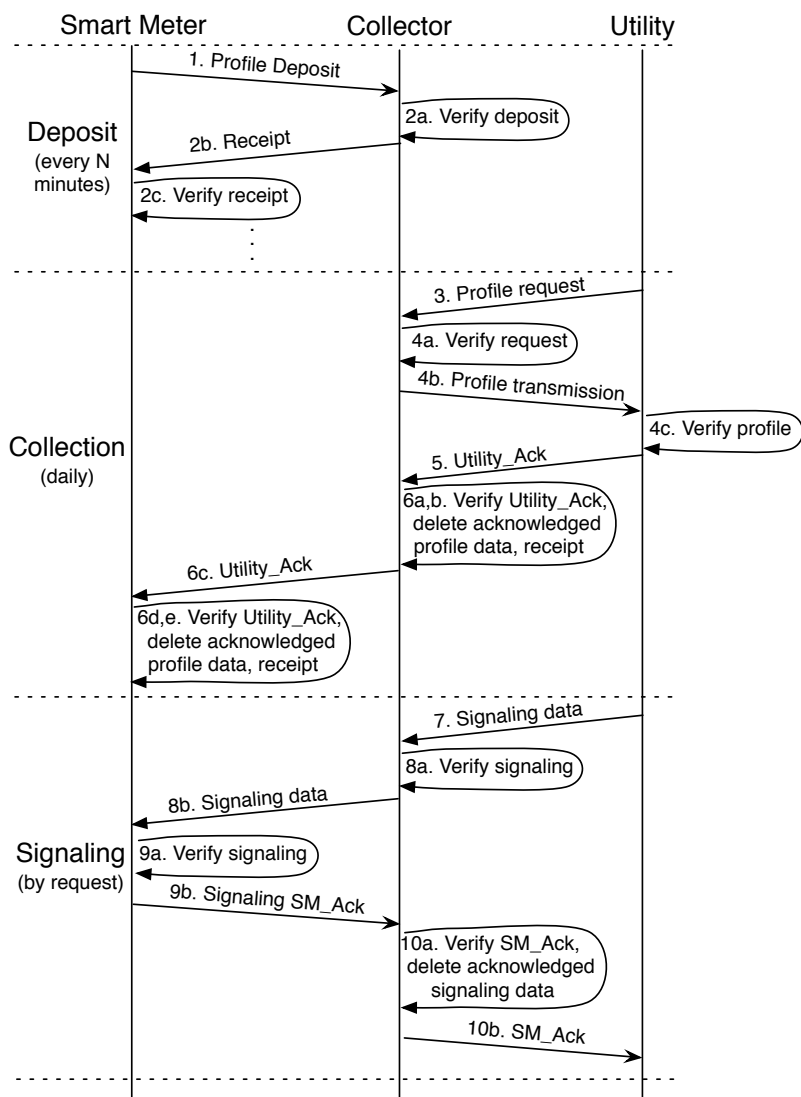 Smart Meter
Collector
Utility
1. Profile Deposit
2a. Verify deposit
Deposit
(every N
minutes)
2b. Receipt
2c. Verify receipt
3. Profile request
4a. Verify request
4b. Profile transmission
4c. Verify profile
Collection
(daily)
5. Utility_Ack
6a,b. Verify Utility_Ack,
delete acknowledged
profile data, receipt
6c. Utility_Ack
6d,e. Verify Utility_Ack,
delete acknowledged
profile data, receipt
7. Signaling data
8a. Verify signaling
8b. Signaling data
Signaling
(by request)
9a. Verify signaling
9b. Signaling SM_Ack
10a. Verify SM_Ack,
delete acknowledged
signaling data
10b. SM_Ack